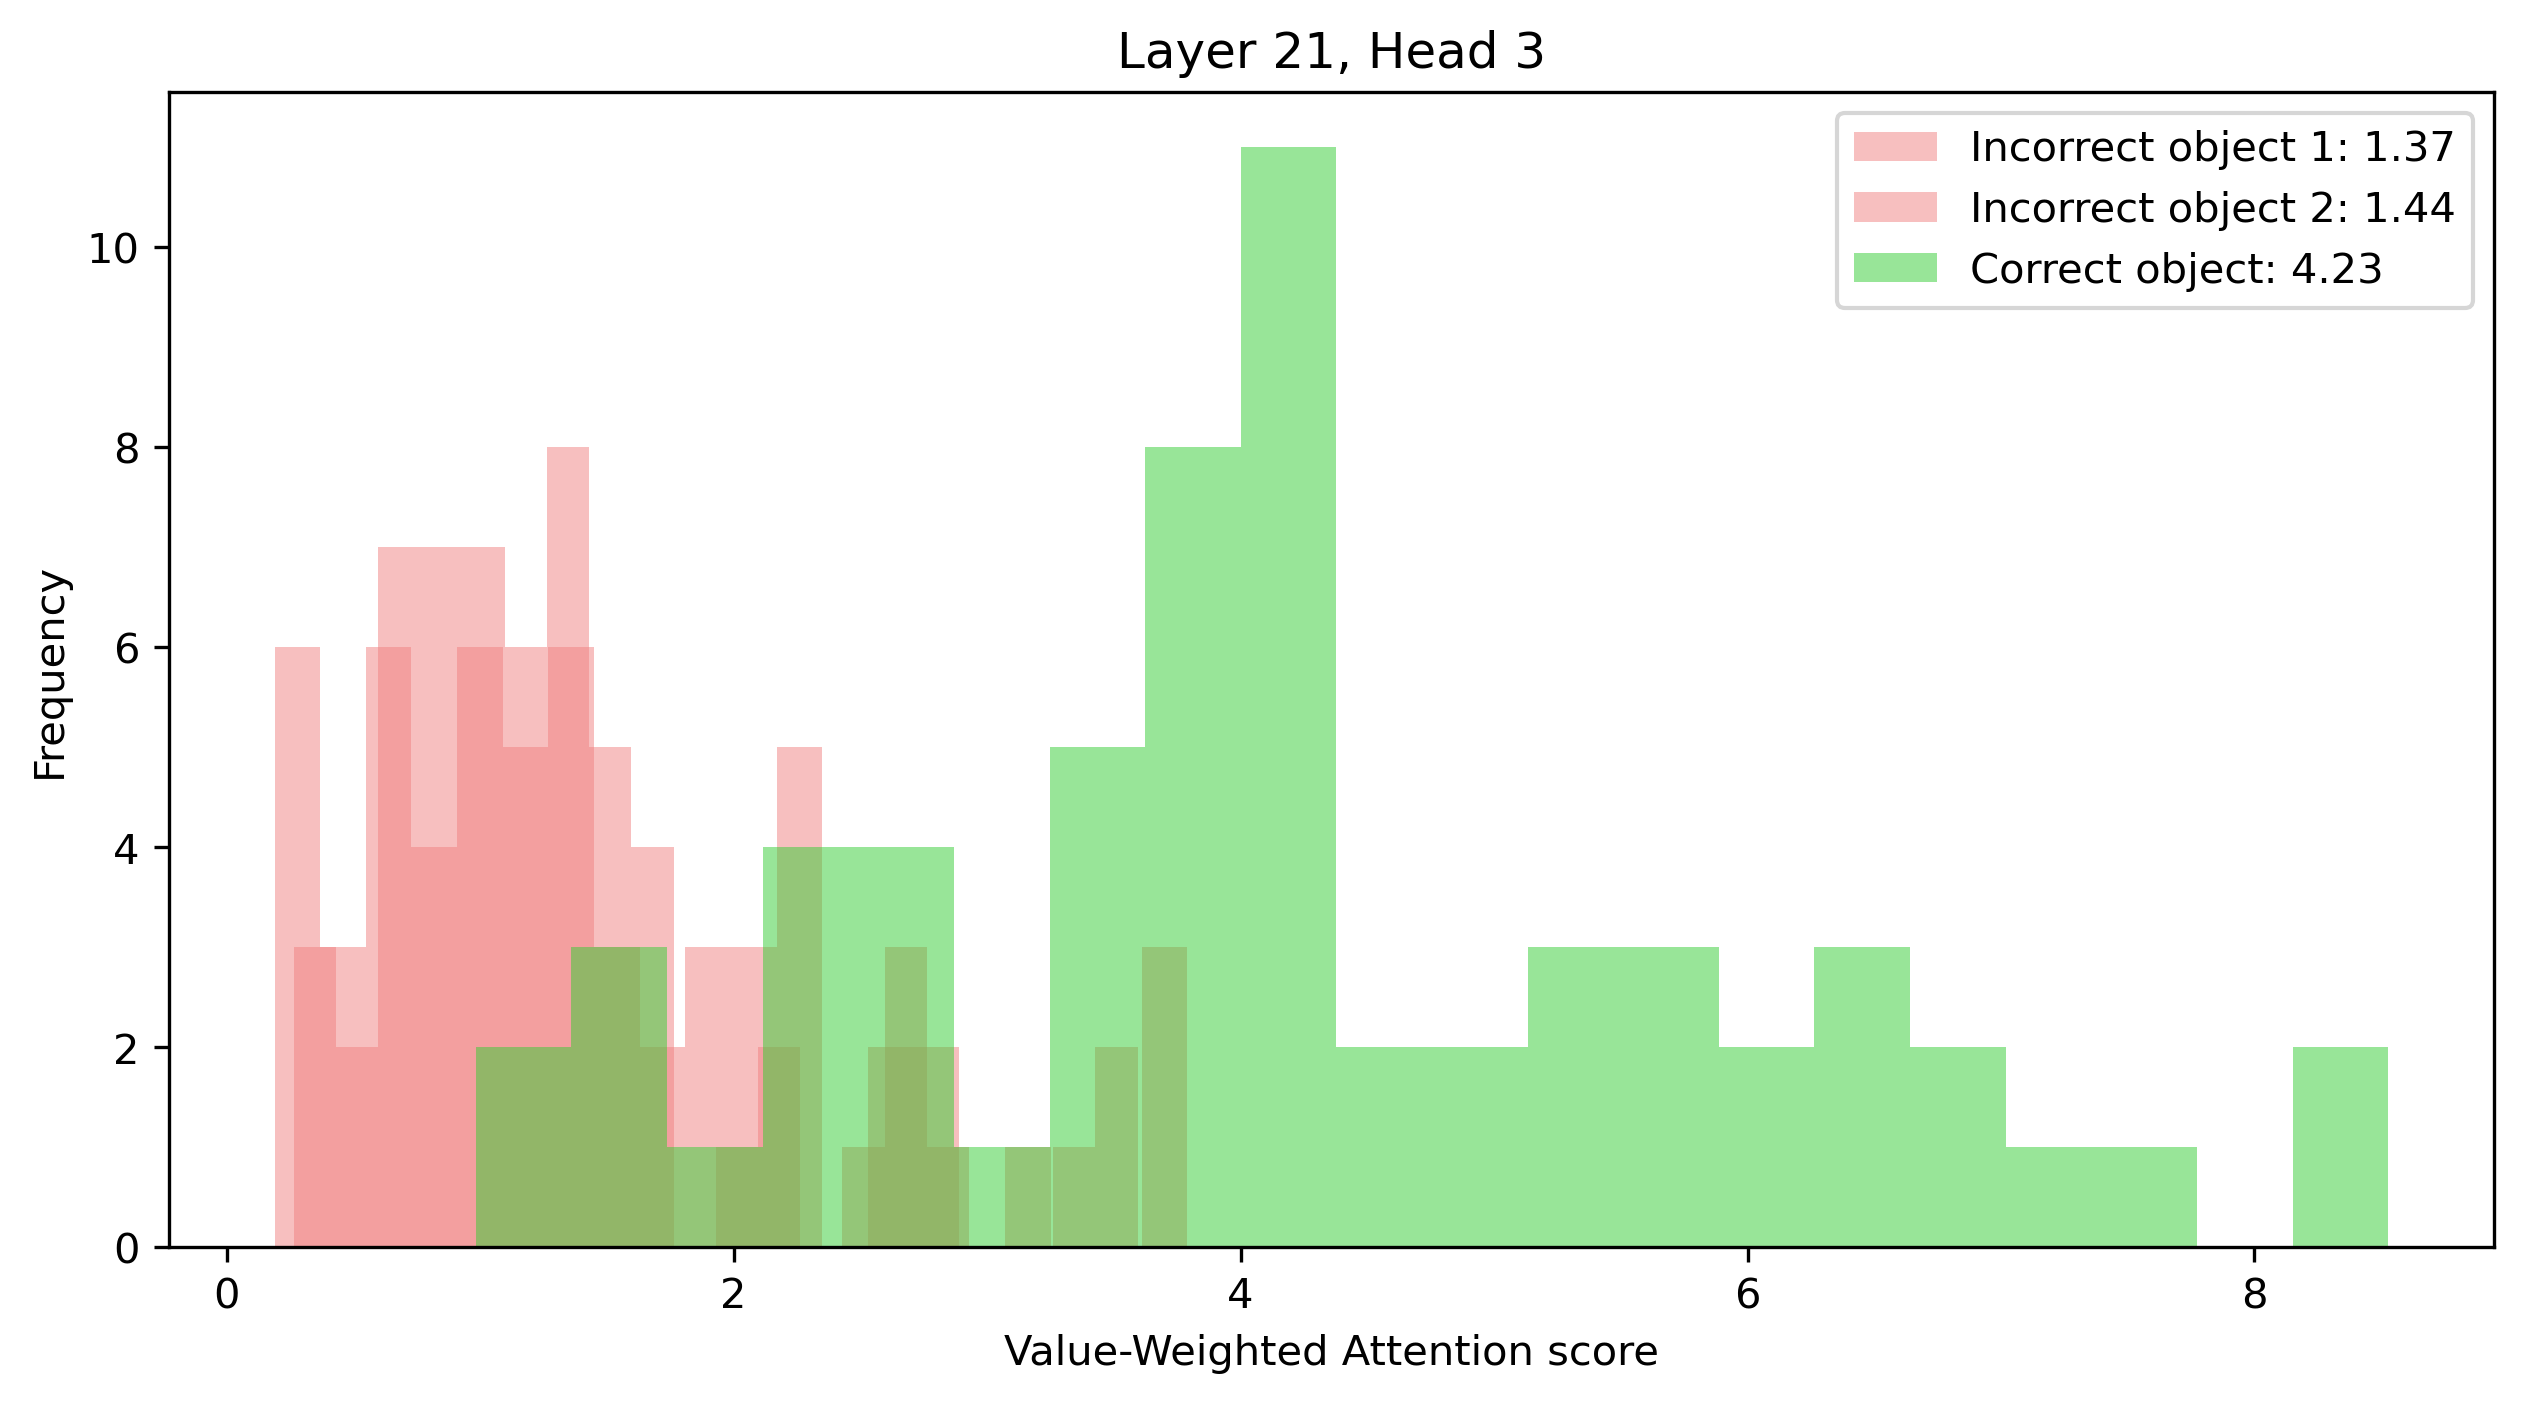 Layer 21, Head 3
Incorrect object 1: 1.37
Incorrect object 2: 1.44
Correct object: 4.23
Frequency
10
8
6
4
2
0
0 2 4 6 8
Value-Weighted Attention score